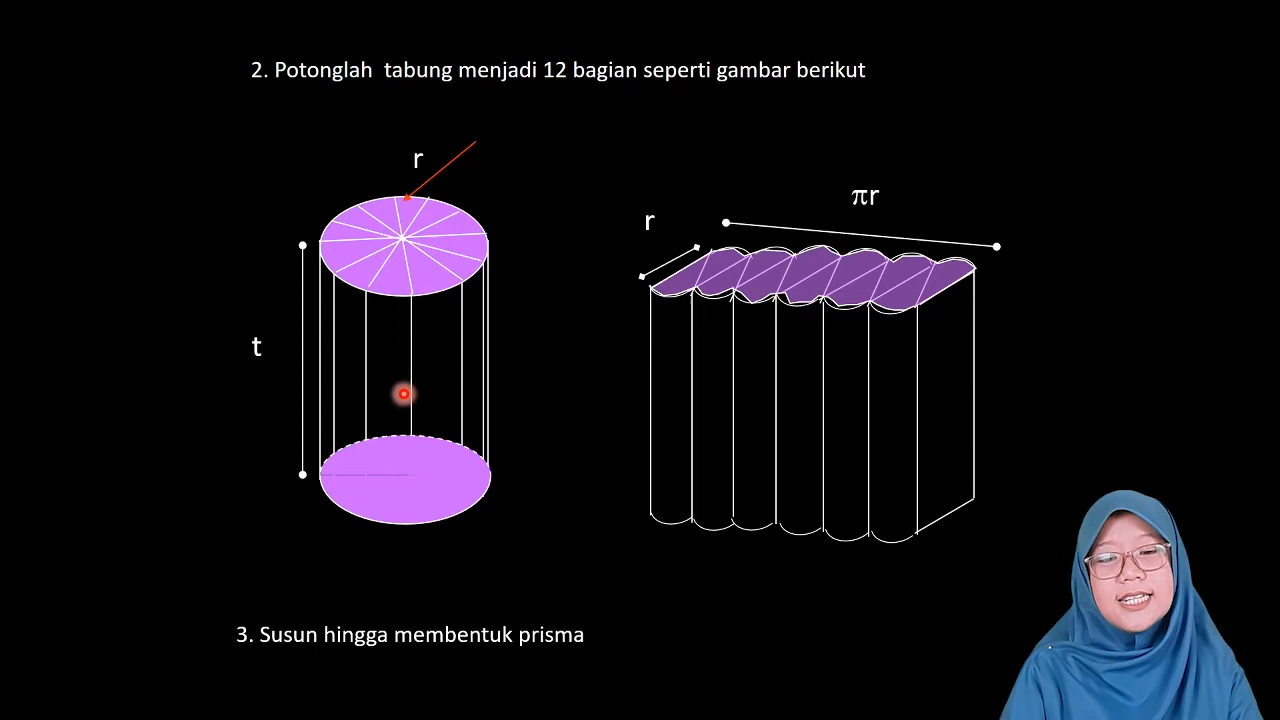 2. Potonglah  tabung menjadi 12 bagian seperti gambar berikut
r
πr
r
t
3. Susun hingga membentuk prisma